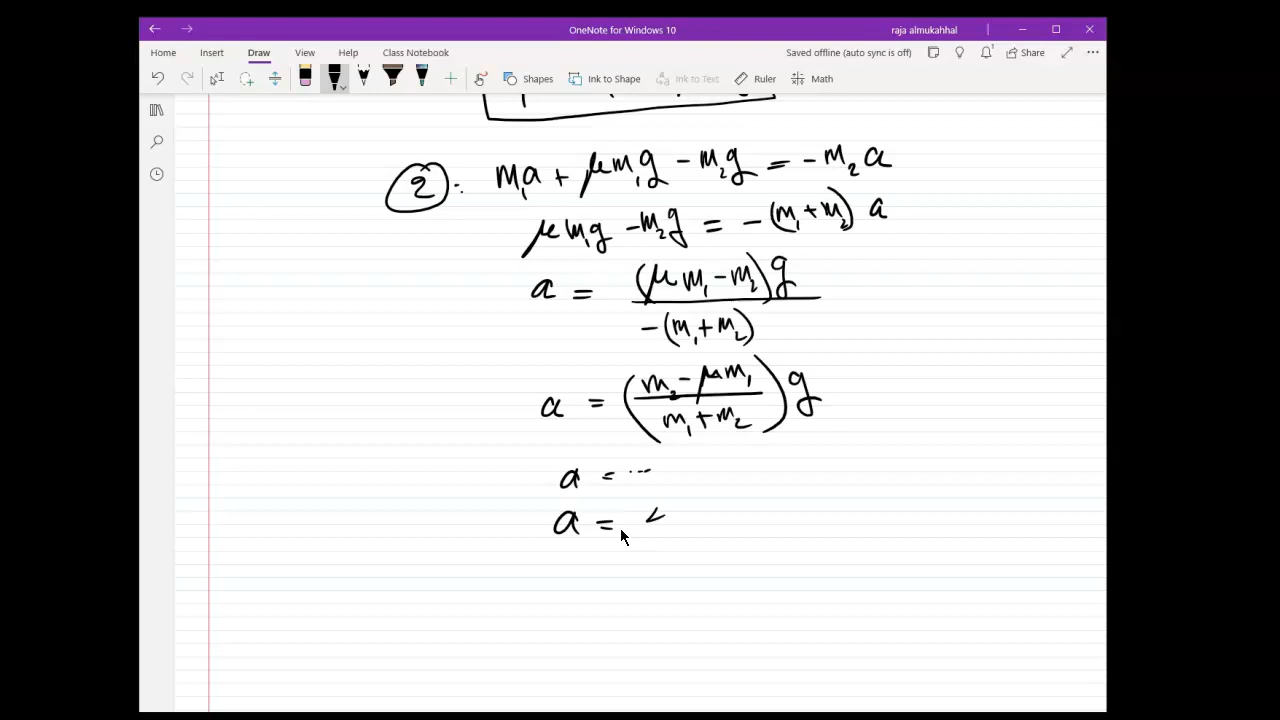 OneNote for Windows 10
raja almukahhal
Home Insert Draw View Help Class Notebook
Saved offline (auto sync is off) Share
Shapes Ink to Shape Ink to Text Ruler Math
2: m₁a + μm₁g - m₂g = -m₂a
μm₁g - m₂g = -(m₁+m₂) a
a = (μm₁-m₂)g
-(m₁+m₂)
a = (m₂-μm₁ / m₁+m₂) g
a = ...
a =